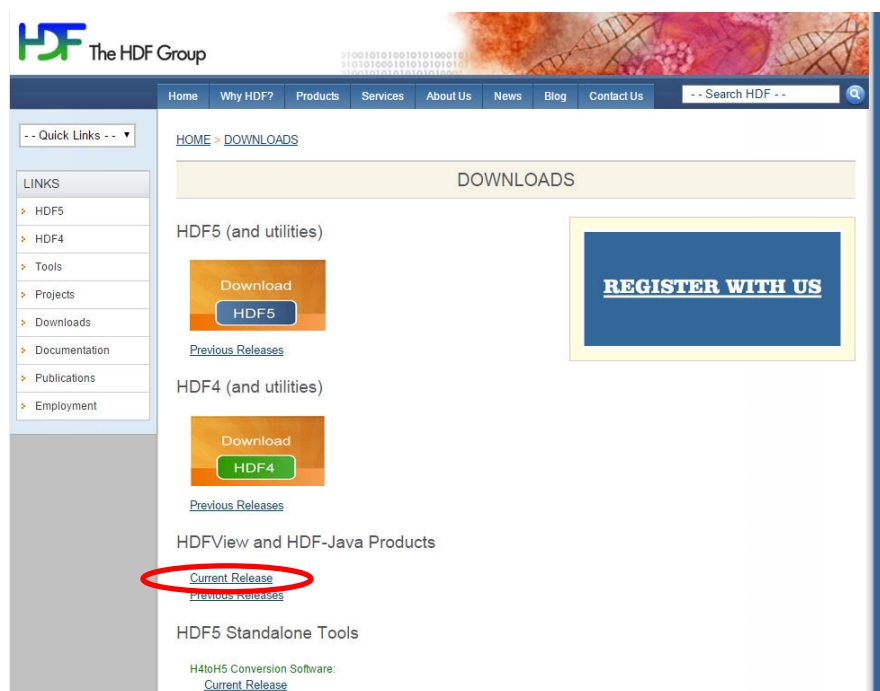 HDF The HDF Group
Home Why HDF? Products Services About Us News Blog Contact Us - - Search HDF - -
- - Quick Links - -
HOME > DOWNLOADS
LINKS
HDF5
HDF4
Tools
Projects
Downloads
Documentation
Publications
Employment
DOWNLOADS
HDF5 (and utilities)
Download
HDF5
Previous Releases
REGISTER WITH US
HDF4 (and utilities)
Download
HDF4
Previous Releases
HDFView and HDF-Java Products
Current Release
Previous Releases
HDF5 Standalone Tools
H4toH5 Conversion Software:
Current Release